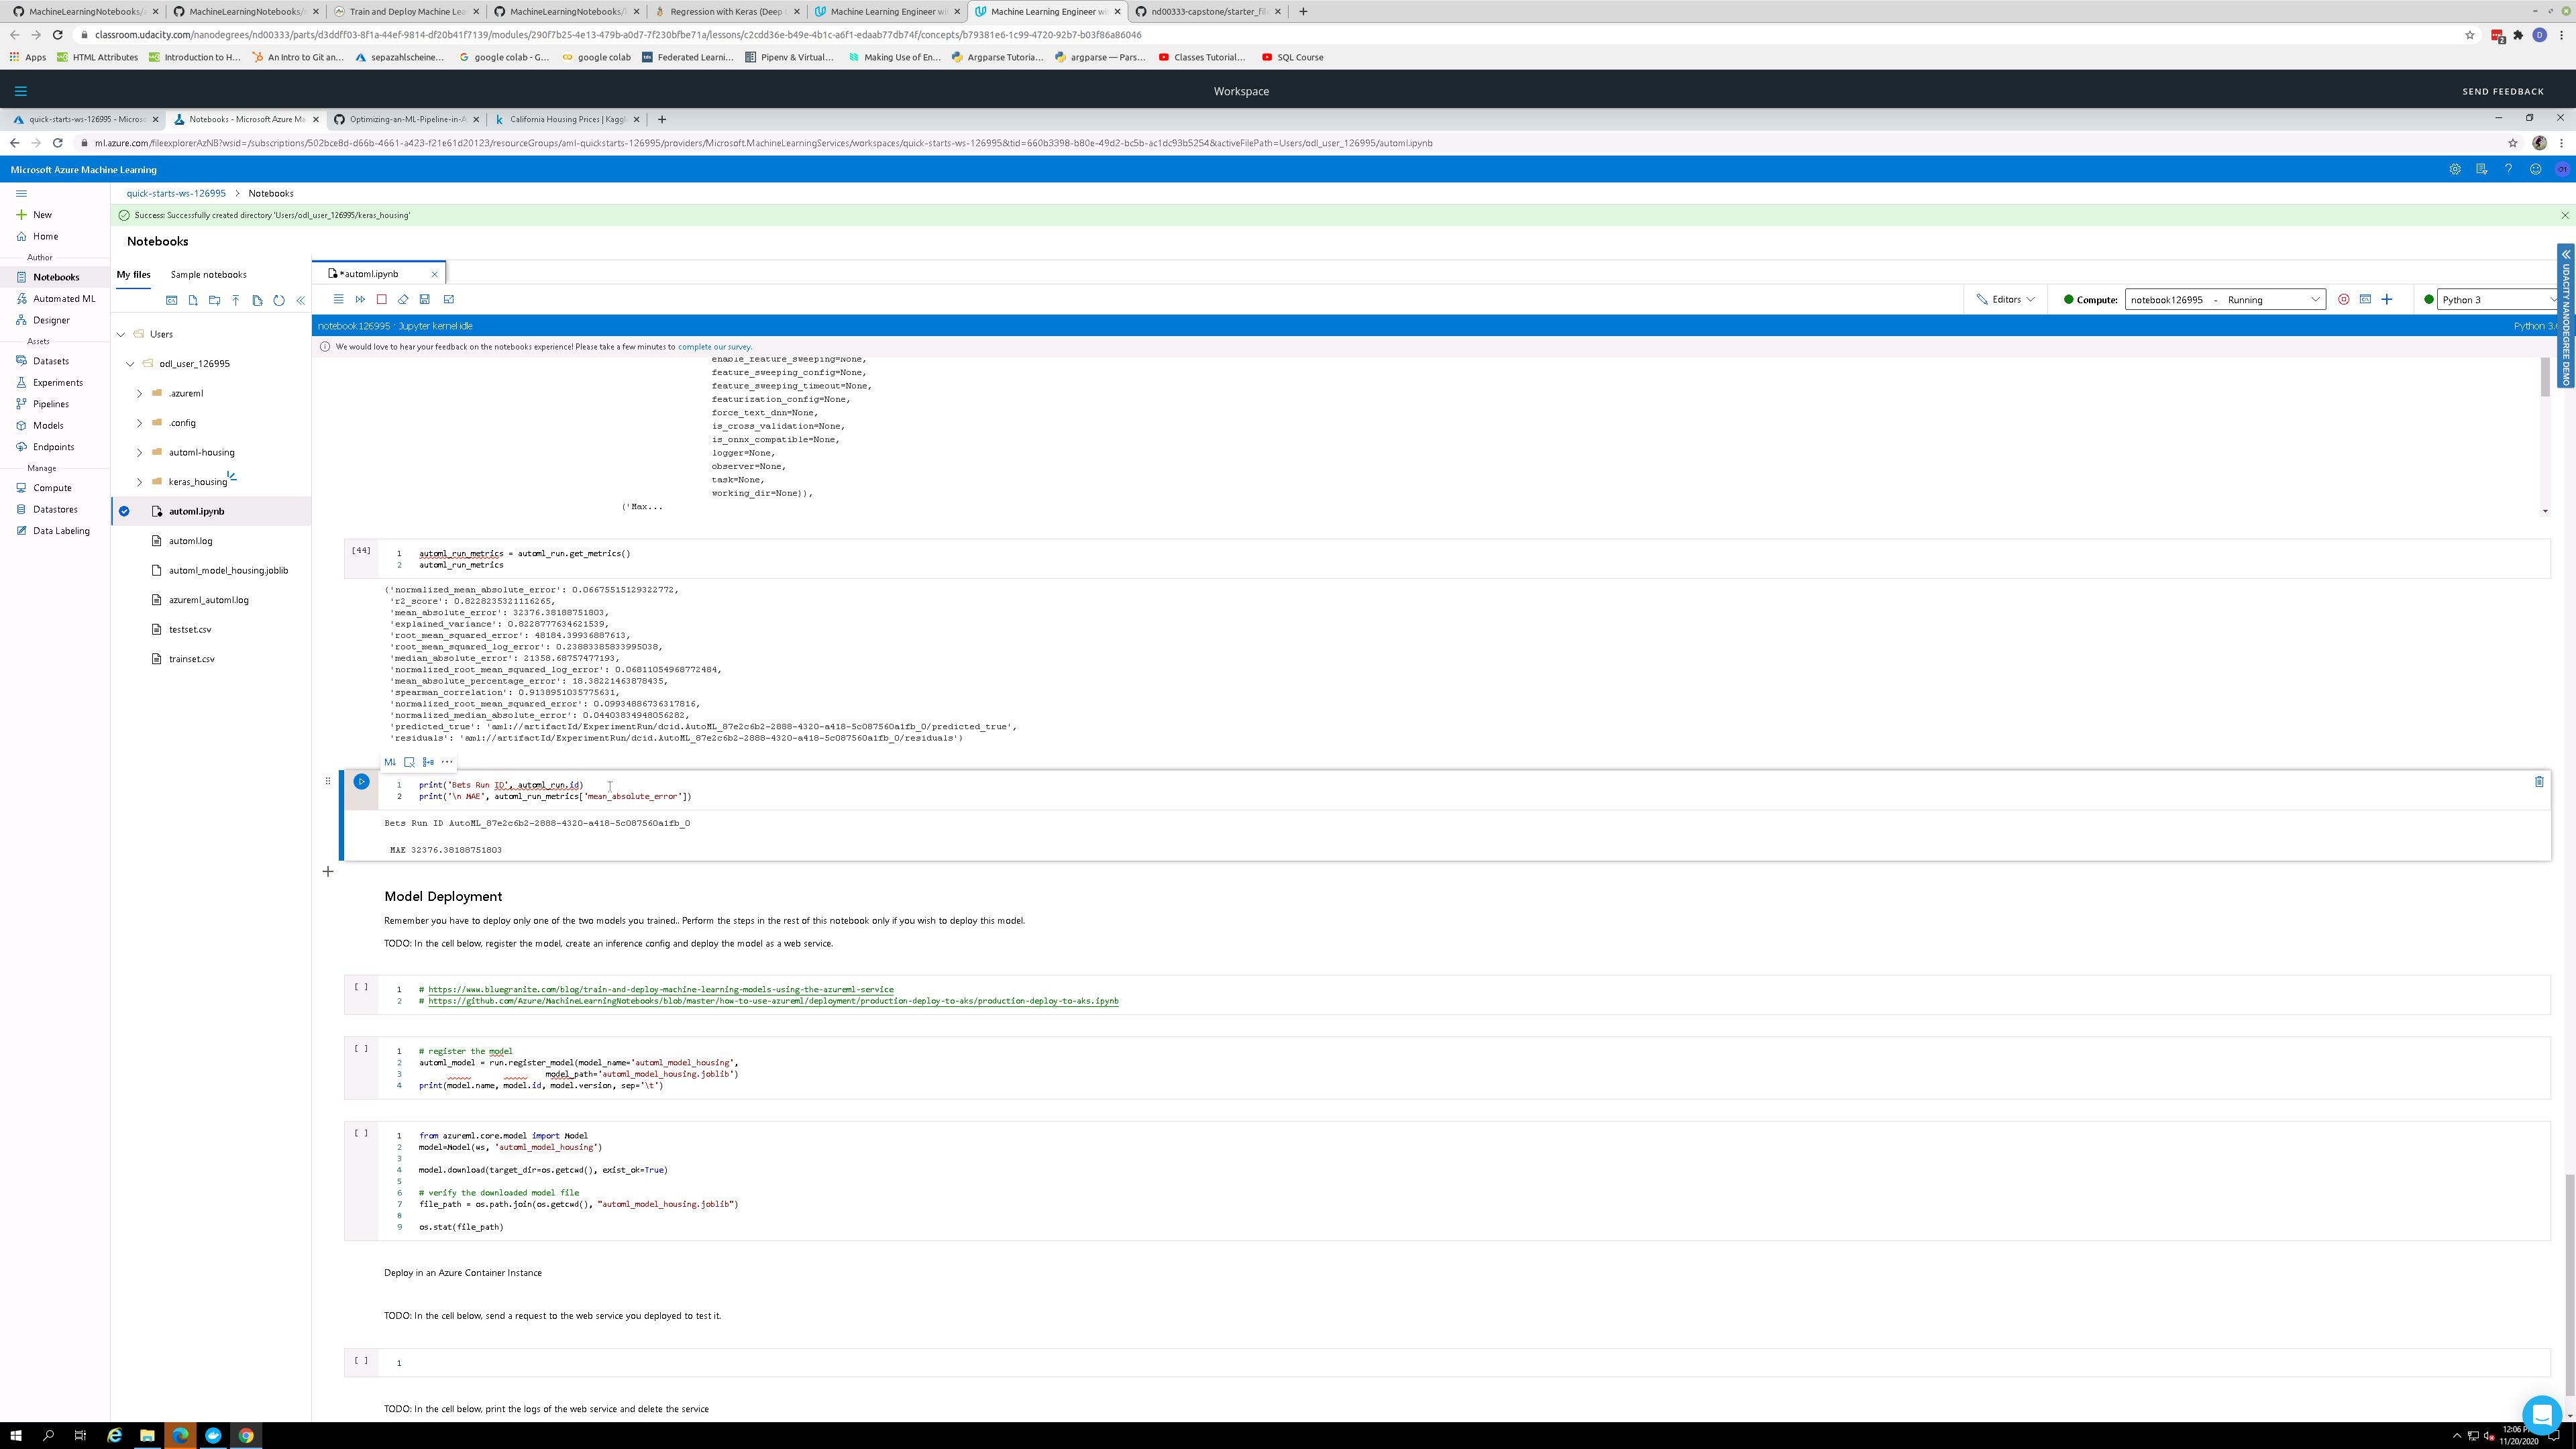 MachineLearningNotebooks/
MachineLearningNotebooks/
Train and Deploy Machine Lea
MachineLearningNotebooks/
Regression with Keras (Deep
Machine Learning Engineer wi
Machine Learning Engineer wi
nd00333-capstone/starter_file
classroom.udacity.com/nanodegrees/nd00333/parts/d3ddff03-8f1a-44ef-9814-df20b41f7139/modules/290f7b25-4e13-479b-a0d7-7f230bfbe71a/lessons/c2cdd36e-b49e-4b1c-a6f1-edaab77db74f/concepts/b79381e6-1c99-4720-92b7-b03f86a86046
Apps
HTML Attributes
Introduction to H...
An Intro to Git an...
sepazahlscheine...
google colab - G...
google colab
Federated Learni...
Pipenv & Virtual...
Making Use of En...
Argparse Tutoria...
argparse — Pars...
Classes Tutorial...
SQL Course
Workspace
SEND FEEDBACK
quick-starts-ws-126995 - Micros
Notebooks - Microsoft Azure Ma
Optimizing-an-ML-Pipeline-in-A
California Housing Prices | Kaggl
ml.azure.com/fileexplorerAzNB?wsid=/subscriptions/502bce8d-d66b-4661-a423-f21e61d20123/resourceGroups/aml-quickstarts-126995/providers/Microsoft.MachineLearningServices/workspaces/quick-starts-ws-126995&tid=660b3398-b80e-49d2-bc5b-ac1dc93b5254&activeFilePath=Users/odl_user_126995/automl.ipynb
Microsoft Azure Machine Learning
quick-starts-ws-126995 > Notebooks
Success: Successfully created directory 'Users/odl_user_126995/keras_housing'
New
Home
Author
Notebooks
Automated ML
Designer
Assets
Datasets
Experiments
Pipelines
Models
Endpoints
Manage
Compute
Datastores
Data Labeling
Notebooks
My files
Sample notebooks
Users
odl_user_126995
.azureml
.config
automl-housing
keras_housing
automl.ipynb
automl.log
automl_model_housing.joblib
azureml_automl.log
testset.csv
trainset.csv
*automl.ipynb
Editors
Compute:
notebook126995 - Running
Python 3
UDACITY NANODEGREE DEMO
notebook126995 · Jupyter kernel idle
Python 3.
We would love to hear your feedback on the notebooks experience! Please take a few minutes to complete our survey.
enable_feature_sweeping=None,
feature_sweeping_config=None,
feature_sweeping_timeout=None,
featurization_config=None,
force_text_dnn=None,
is_cross_validation=None,
is_onnx_compatible=None,
logger=None,
observer=None,
task=None,
working_dir=None)),
('Max...
[44]
1 automl_run_metrics = automl_run.get_metrics()
2 automl_run_metrics
{'normalized_mean_absolute_error': 0.06675515129322772,
'r2_score': 0.8228235321116265,
'mean_absolute_error': 32376.38188751803,
'explained_variance': 0.8228777634621539,
'root_mean_squared_error': 48184.39936887613,
'root_mean_squared_log_error': 0.23883385833995038,
'median_absolute_error': 21358.68757477193,
'normalized_root_mean_squared_log_error': 0.06811054968772484,
'mean_absolute_percentage_error': 18.38221463878435,
'spearman_correlation': 0.9138951035775631,
'normalized_root_mean_squared_error': 0.09934886736317816,
'normalized_median_absolute_error': 0.04403834948056282,
'predicted_true': 'aml://artifactId/ExperimentRun/dcid.AutoML_87e2c6b2-2888-4320-a418-5c087560a1fb_0/predicted_true',
'residuals': 'aml://artifactId/ExperimentRun/dcid.AutoML_87e2c6b2-2888-4320-a418-5c087560a1fb_0/residuals'}
M↓
1 print('Bets Run ID', automl_run.id)
2 print('\n MAE', automl_run_metrics['mean_absolute_error'])
Bets Run ID AutoML_87e2c6b2-2888-4320-a418-5c087560a1fb_0
MAE 32376.38188751803
Model Deployment
Remember you have to deploy only one of the two models you trained.. Perform the steps in the rest of this notebook only if you wish to deploy this model.
TODO: In the cell below, register the model, create an inference config and deploy the model as a web service.
[ ]
1 # https://www.bluegranite.com/blog/train-and-deploy-machine-learning-models-using-the-azureml-service
2 # https://github.com/Azure/MachineLearningNotebooks/blob/master/how-to-use-azureml/deployment/production-deploy-to-aks/production-deploy-to-aks.ipynb
[ ]
1 # register the model
2 automl_model = run.register_model(model_name='automl_model_housing',
3 model_path='automl_model_housing.joblib')
4 print(model.name, model.id, model.version, sep='\t')
[ ]
1 from azureml.core.model import Model
2 model=Model(ws, 'automl_model_housing')
3
4 model.download(target_dir=os.getcwd(), exist_ok=True)
5
6 # verify the downloaded model file
7 file_path = os.path.join(os.getcwd(), "automl_model_housing.joblib")
8
9 os.stat(file_path)
Deploy in an Azure Container Instance
TODO: In the cell below, send a request to the web service you deployed to test it.
[ ]
1
TODO: In the cell below, print the logs of the web service and delete the service
12:06 P
11/20/2020